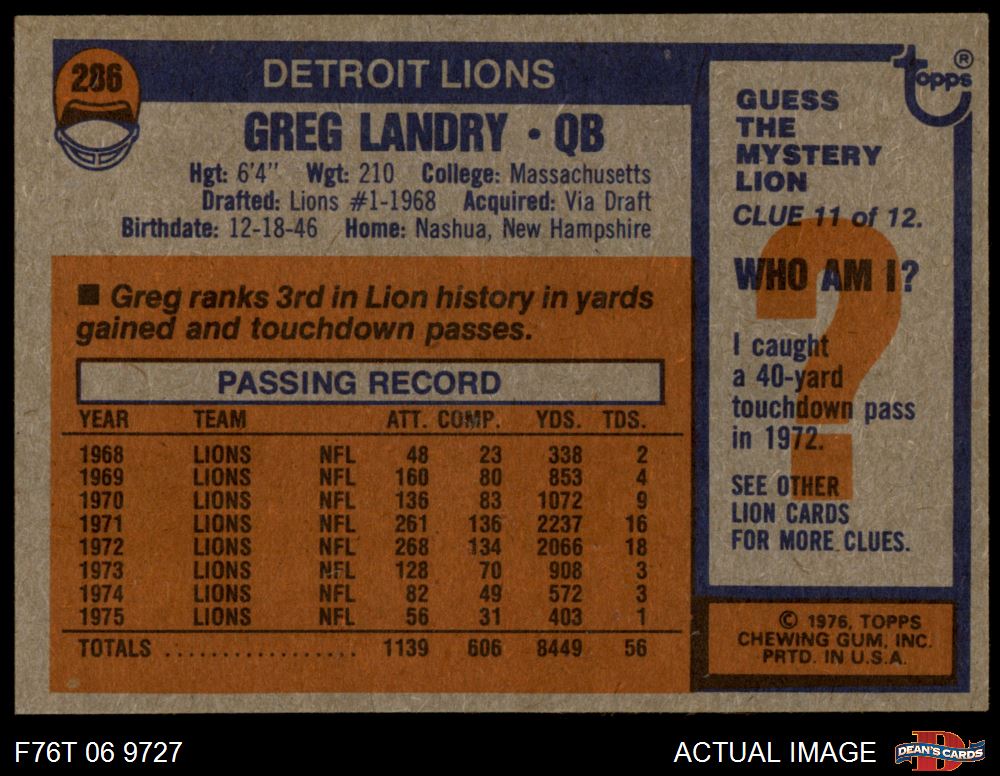 206
DETROIT LIONS
GREG LANDRY • QB
Hgt: 6'4" Wgt: 210 College: Massachusetts
Drafted: Lions #1-1968 Acquired: Via Draft
Birthdate: 12-18-46 Home: Nashua, New Hampshire
■ Greg ranks 3rd in Lion history in yards
gained and touchdown passes.
PASSING RECORD
YEAR TEAM ATT. COMP. YDS. TDS.
1968 LIONS NFL 48 23 338 2
1969 LIONS NFL 160 80 853 4
1970 LIONS NFL 136 83 1072 9
1971 LIONS NFL 261 136 2237 16
1972 LIONS NFL 268 134 2066 18
1973 LIONS NFL 128 70 908 3
1974 LIONS NFL 82 49 572 3
1975 LIONS NFL 56 31 403 1
TOTALS .................. 1139 606 8449 56
topps ®
GUESS
THE
MYSTERY
LION
CLUE 11 of 12.
WHO AM I?
I caught
a 40-yard
touchdown pass
in 1972.
SEE OTHER
LION CARDS
FOR MORE CLUES.
© 1976, TOPPS
CHEWING GUM, INC.
PRTD. IN U.S.A.
F76T 06 9727
ACTUAL IMAGE
D
DEAN'S CARDS